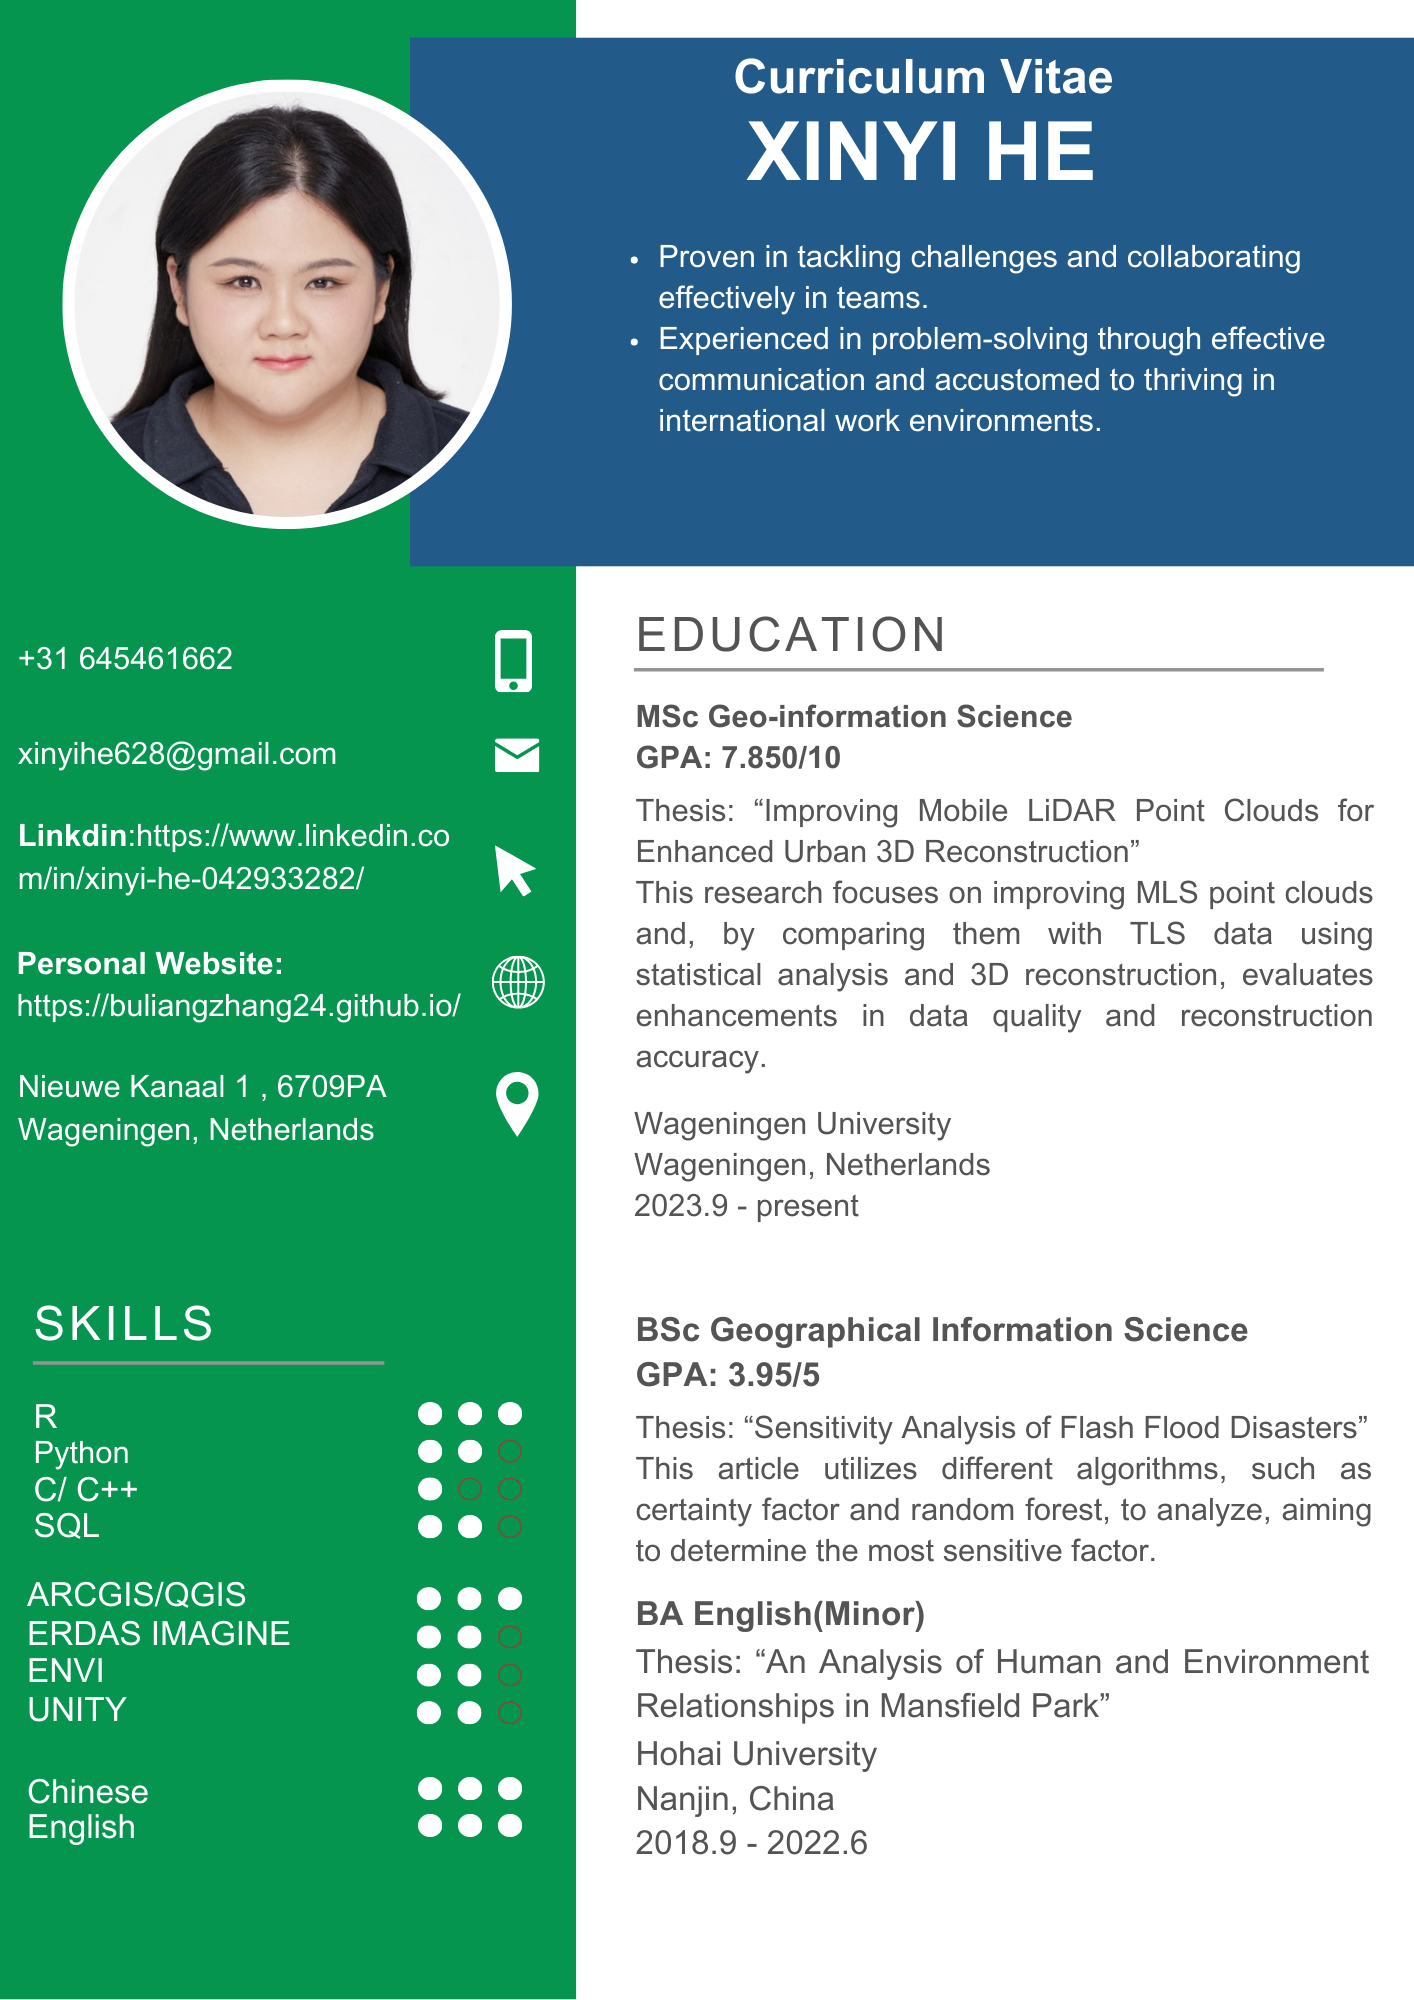 Curriculum Vitae
XINYI HE
• Proven in tackling challenges and collaborating
effectively in teams.
• Experienced in problem-solving through effective
communication and accustomed to thriving in
international work environments.
+31 645461662
xinyihe628@gmail.com
Linkdin:https://www.linkedin.co
m/in/xinyi-he-042933282/
Personal Website:
https://buliangzhang24.github.io/
Nieuwe Kanaal 1 , 6709PA
Wageningen, Netherlands
SKILLS
R
Python
C/ C++
SQL
ARCGIS/QGIS
ERDAS IMAGINE
ENVI
UNITY
Chinese
English
EDUCATION
MSc Geo-information Science
GPA: 7.850/10
Thesis: “Improving Mobile LiDAR Point Clouds for
Enhanced Urban 3D Reconstruction”
This research focuses on improving MLS point clouds
and, by comparing them with TLS data using
statistical analysis and 3D reconstruction, evaluates
enhancements in data quality and reconstruction
accuracy.
Wageningen University
Wageningen, Netherlands
2023.9 - present
BSc Geographical Information Science
GPA: 3.95/5
Thesis: “Sensitivity Analysis of Flash Flood Disasters”
This article utilizes different algorithms, such as
certainty factor and random forest, to analyze, aiming
to determine the most sensitive factor.
BA English(Minor)
Thesis: “An Analysis of Human and Environment
Relationships in Mansfield Park”
Hohai University
Nanjin, China
2018.9 - 2022.6